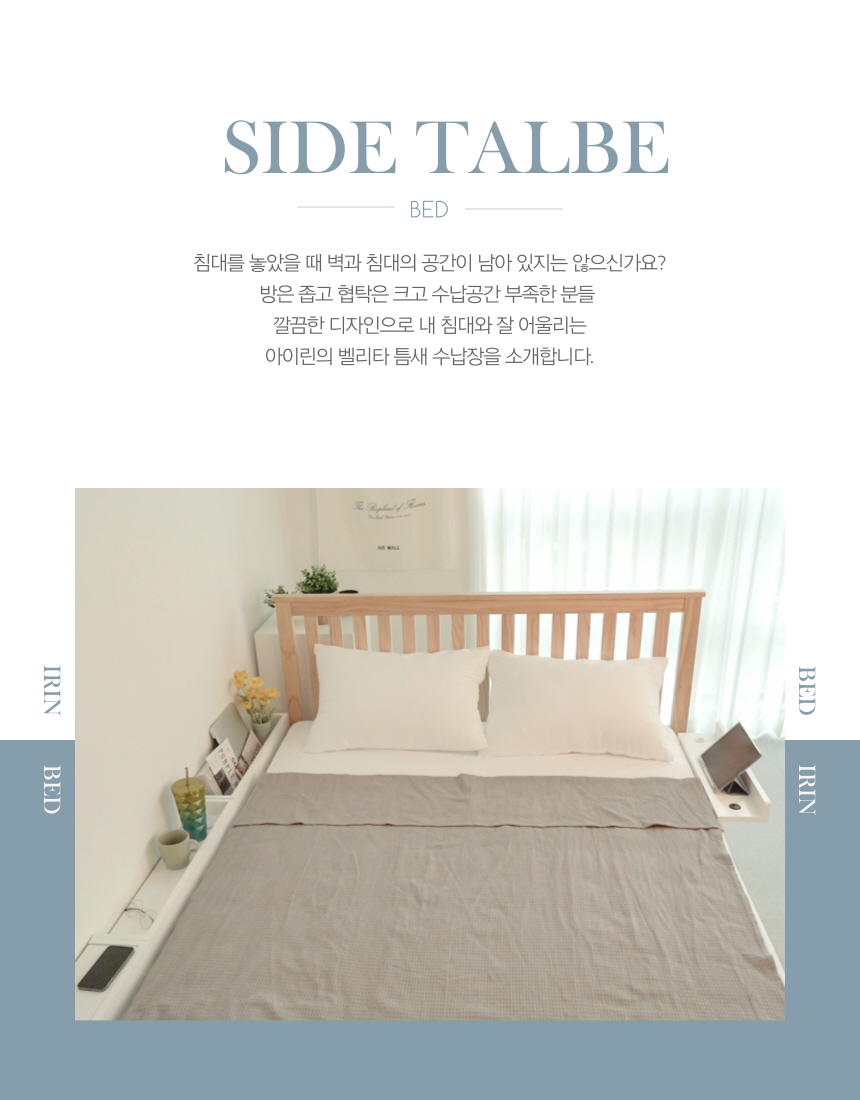 SIDE TALBE
BED
침대를 놓았을 때 벽과 침대의 공간이 남아 있지는 않으신가요?
방은 좁고 협탁은 크고 수납공간 부족한 분들
깔끔한 디자인으로 내 침대와 잘 어울리는
아이린의 벨리타 틈새 수납장을 소개합니다.
NO WALL
IRIN
BED
BED
IRIN